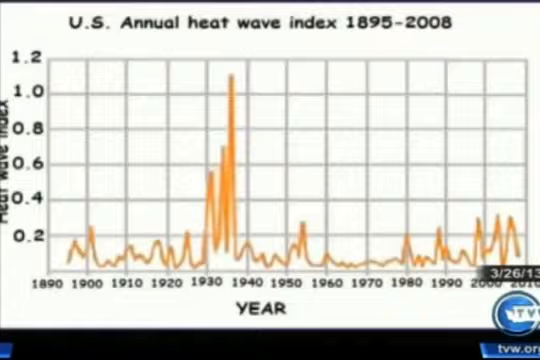 U.S. Annual heat wave index 1895-2008
Heat wave index
1.2
1.0
0.8
0.6
0.4
0.2
1890 1900 1910 1920 1930 1940 1950 1960 1970 1980 1990 2000 2010
YEAR
3/26/13
TVW
tvw.org